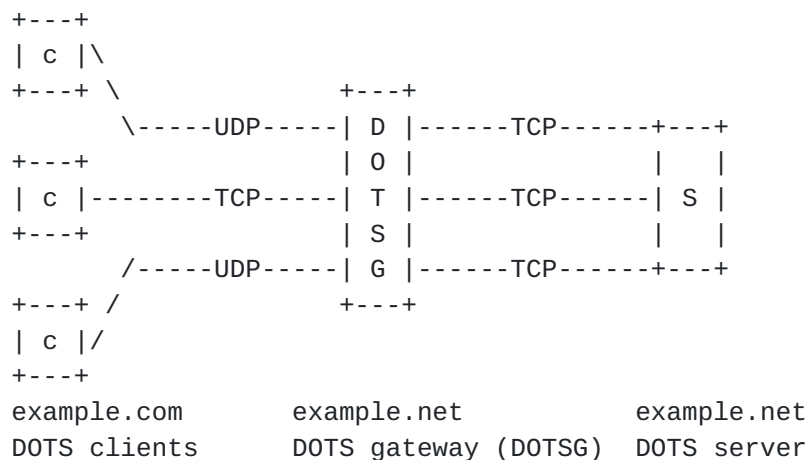 +---+
| c |\
+---+ \                +---+
       \-----UDP-----| D |------TCP------+---+
+---+                | O |               |   |
| c |--------TCP-----| T |------TCP------| S |
+---+                | S |               |   |
       /-----UDP-----| G |------TCP------+---+
+---+ /                +---+
| c |/
+---+
example.com       example.net           example.net
DOTS clients      DOTS gateway (DOTSG)  DOTS server